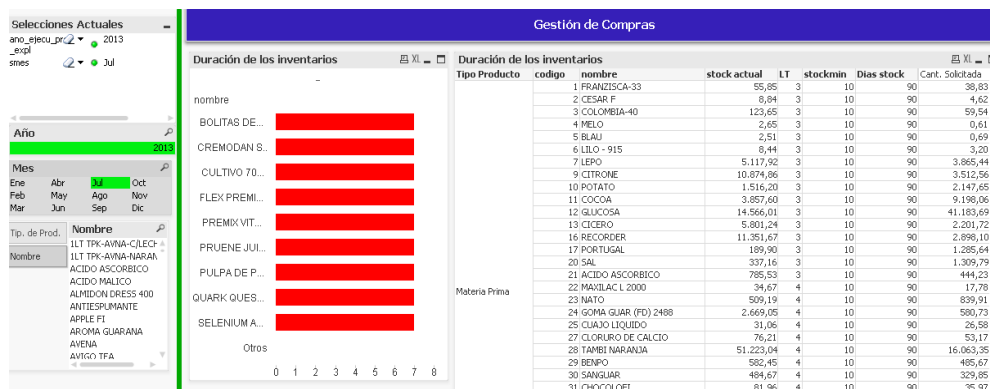 Selecciones Actuales
ano_ejecu_pro
_expl
2013
smes
Jul
Año
2013
Mes
Ene Abr Jul Oct
Feb May Ago Nov
Mar Jun Sep Dic
Tip. de Prod.
Nombre
Nombre
1LT TPK-AVNA-C/LECH
1LT TPK-AVNA-NARAN
ACIDO ASCORBICO
ACIDO MALICO
ALMIDON DRESS 400
ANTIESPUMANTE
APPLE FI
AROMA GUARANA
AVENA
AVIGO TEA
Gestión de Compras
Duración de los inventarios
XL
-
nombre
BOLITAS DE...
CREMODAN S..
CULTIVO 70...
FLEX PREMI...
PREMIX VIT...
PRUENE JUI...
PULPA DE P...
QUARK QUES...
SELENIUM A...
Otros
0 1 2 3 4 5 6 7 8
Duración de los inventarios
XL
Tipo Producto codigo nombre stock actual LT stockmin Dias stock Cant. Solicitada
Materia Prima
1 FRANZISCA-33 55,85 3 10 90 38,83
2 CESAR F 8,84 3 10 90 4,62
3 COLOMBIA-40 123,65 3 10 90 59,54
4 MELO 2,65 3 10 90 0,61
5 BLAU 2,51 3 10 90 0,69
6 LILO - 915 8,44 3 10 90 3,20
7 LEPO 5.117,92 3 10 90 3.865,44
9 CITRONE 10.874,86 3 10 90 3.512,56
10 POTATO 1.516,20 3 10 90 2.147,65
11 COCOA 3.857,60 3 10 90 9.198,06
12 GLUCOSA 14.566,01 3 10 90 41.183,69
13 CICERO 5.801,24 3 10 90 2.201,72
16 RECORDER 11.351,67 3 10 90 2.898,10
17 PORTUGAL 189,90 3 10 90 1.285,64
20 SAL 337,16 3 10 90 1.309,79
21 ACIDO ASCORBICO 785,53 3 10 90 444,23
22 MAXILAC L 2000 34,67 4 10 90 17,78
23 NATO 509,19 4 10 90 839,91
24 GOMA GUAR (FD) 2488 2.669,05 4 10 90 580,73
25 CUAJO LIQUIDO 31,06 4 10 90 26,58
27 CLORURO DE CALCIO 76,21 4 10 90 53,17
28 TAMBI NARANJA 51.223,04 4 10 90 16.063,35
29 BENPO 582,45 4 10 90 485,67
30 SANGUAR 484,67 4 10 90 329,85
31 CHOCOLOFI 81,96 4 10 90 35,97